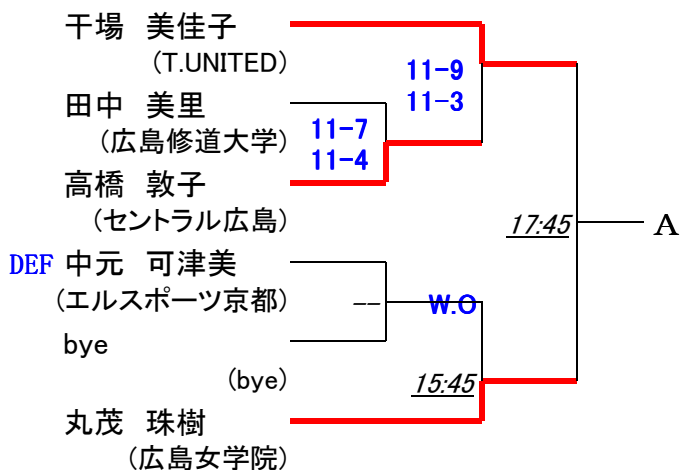 干場 美佳子
(T.UNITED)
11-9
11-3
田中 美里
(広島修道大学)
11-7
11-4
高橋 敦子
(セントラル広島)
17:45
A
DEF 中元 可津美
(エルスポーツ京都)
--
W.O
bye
(bye)
15:45
丸茂 珠樹
(広島女学院)